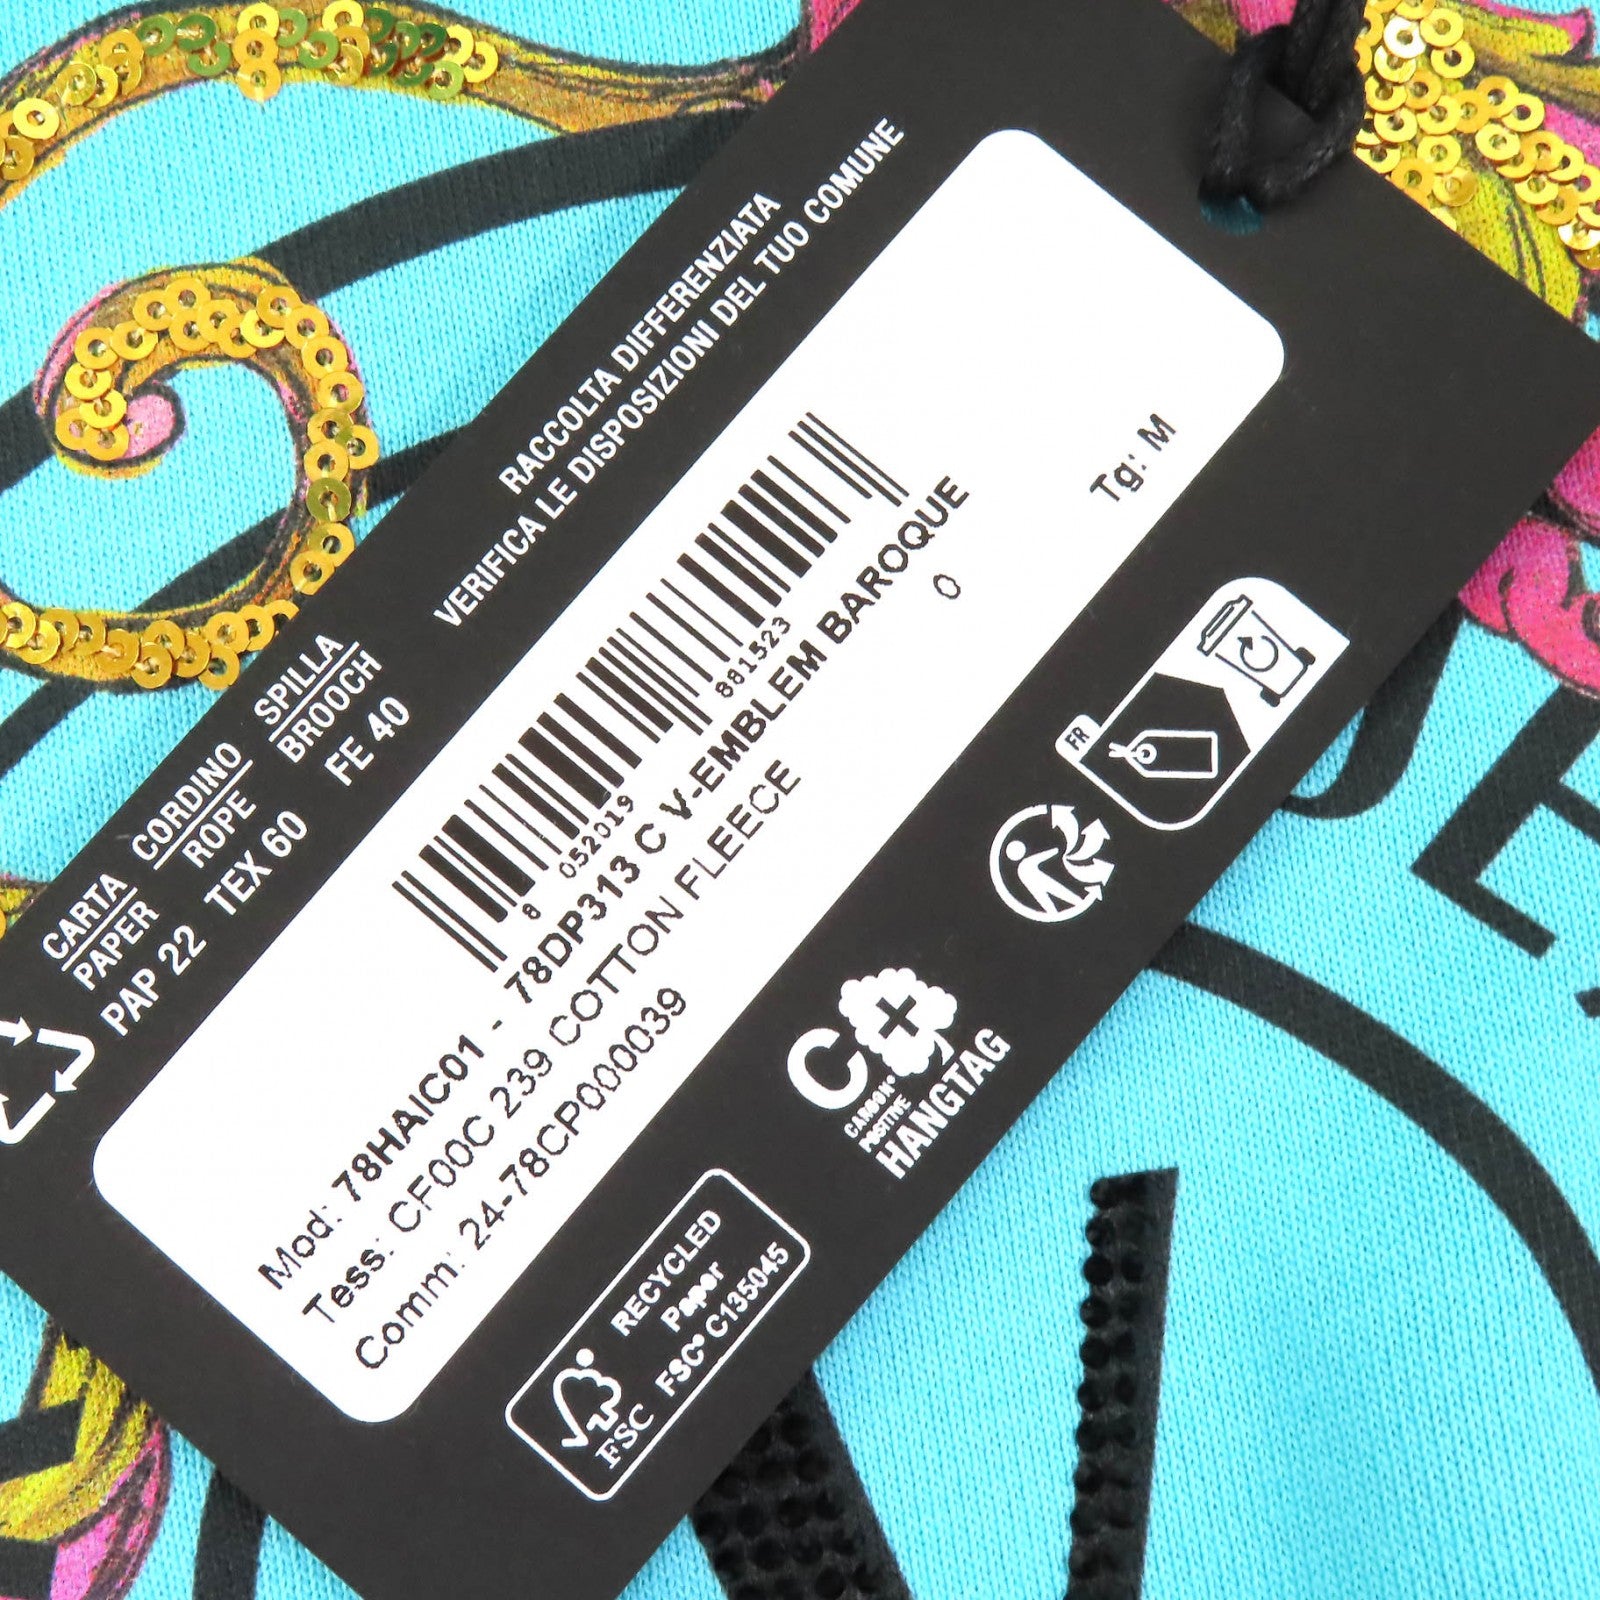 RACCOLTA DIFFERENZIATA
VERIFICA LE DISPOSIZIONI DEL TUO COMUNE
CARTA
PAPER
PAP 22
CORDINO
ROPE
TEX 60
SPILLA
BROOCH
FE 40
8 052019 881523
Mod: 78HAIC01 - 78DP313 C V-EMBLEM BAROQUE
Tess: CF00C 239 COTTON FLEECE 0
Comm: 24-78CP000039
Tg: M
FR
C
CARBON®
POSITIVE
HANGTAG
FSC
RECYCLED
Paper
FSC® C135045